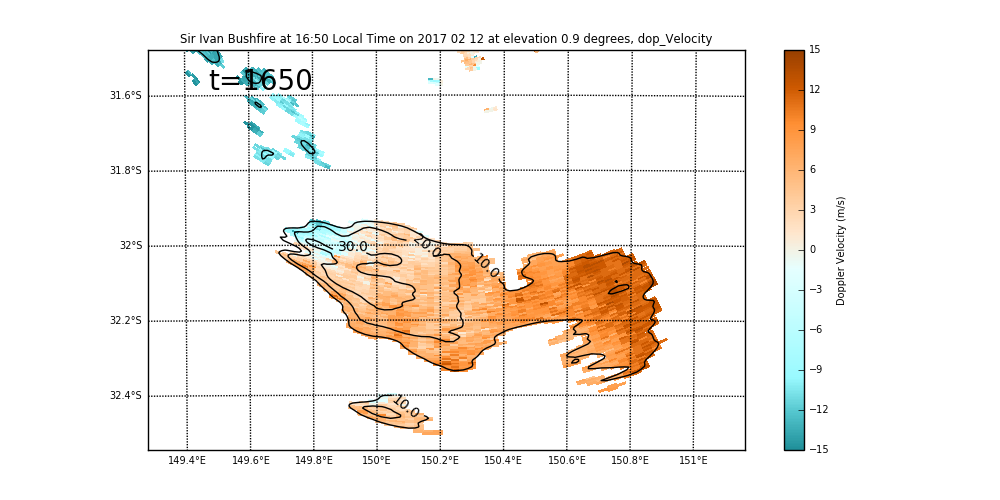 Sir Ivan Bushfire at 16:50 Local Time on 2017 02 12 at elevation 0.9 degrees, dop_Velocity
t=1650
31.6°S
31.8°S
32°S
32.2°S
32.4°S
30.0
10.0
10.0
149.4°E 149.6°E 149.8°E 150°E 150.2°E 150.4°E 150.6°E 150.8°E 151°E
15
12
9
6
3
0
−3
−6
−9
−12
−15
Doppler Velocity (m/s)